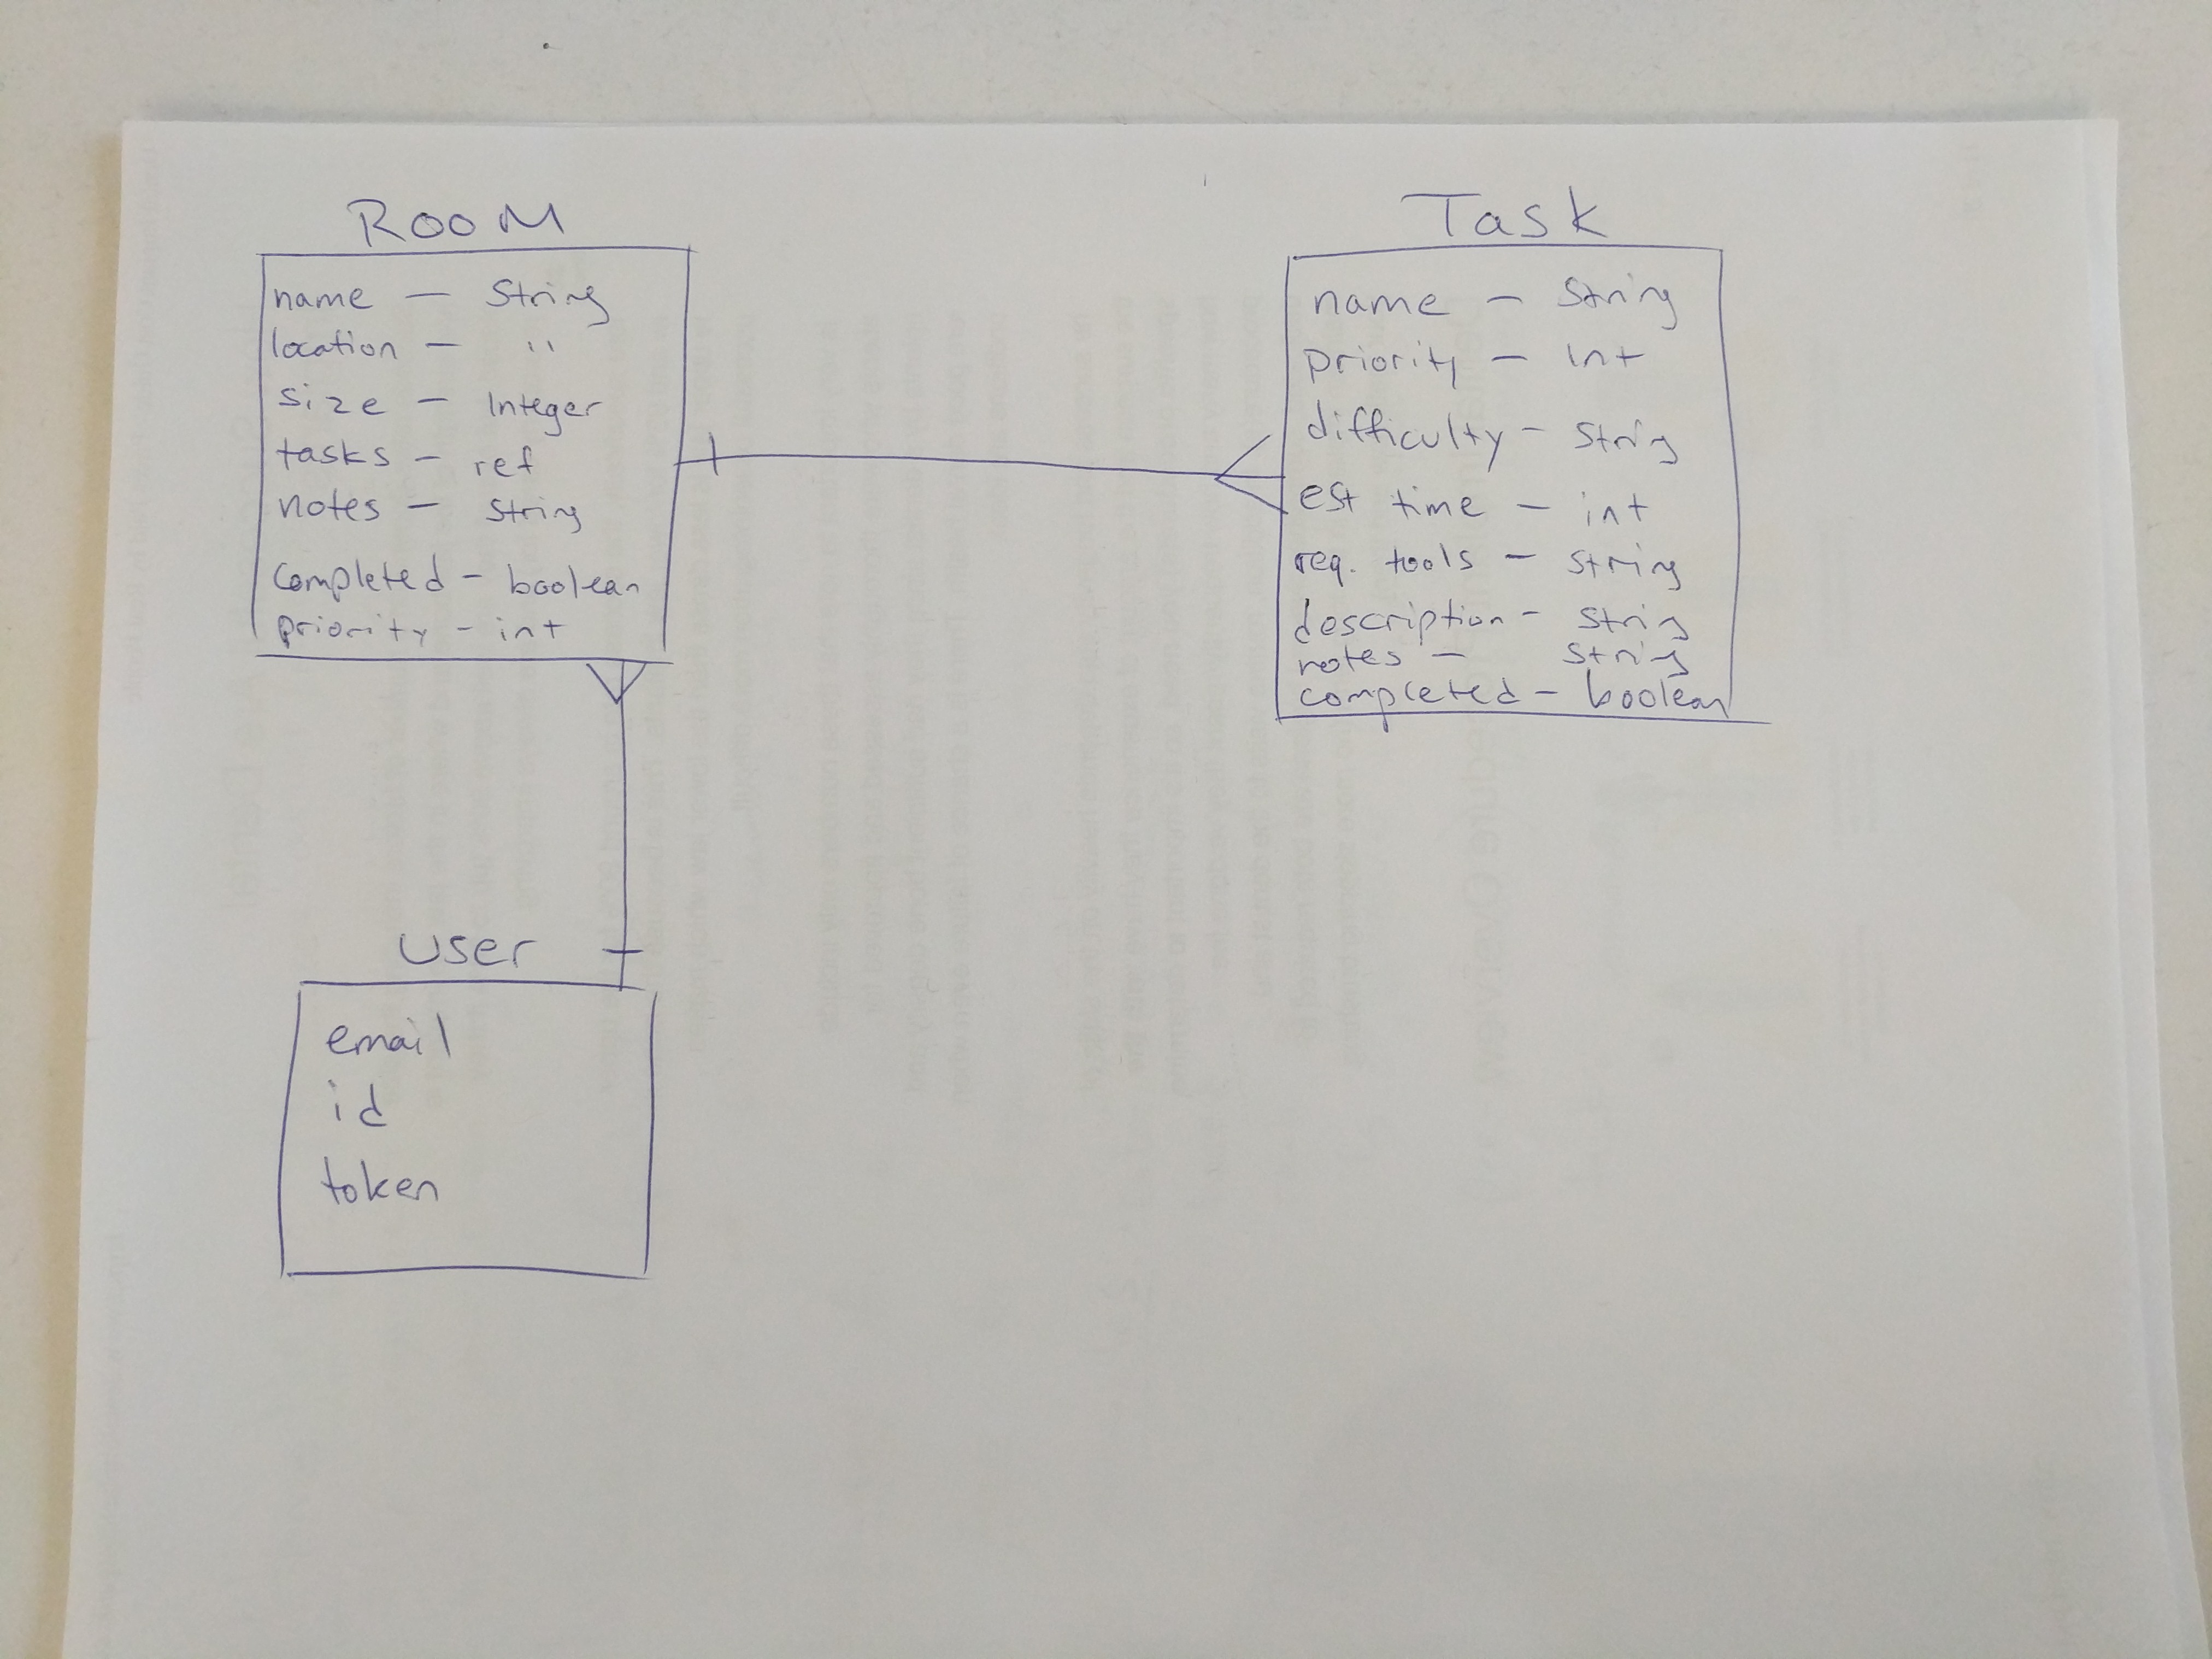 Room
name — String
location — "
size — Integer
tasks — ref
notes — String
completed — boolean
priority — int
Task
name — String
priority — Int
difficulty — String
est time — int
req. tools — String
description — String
notes — String
completed — boolean
User
email
id
token